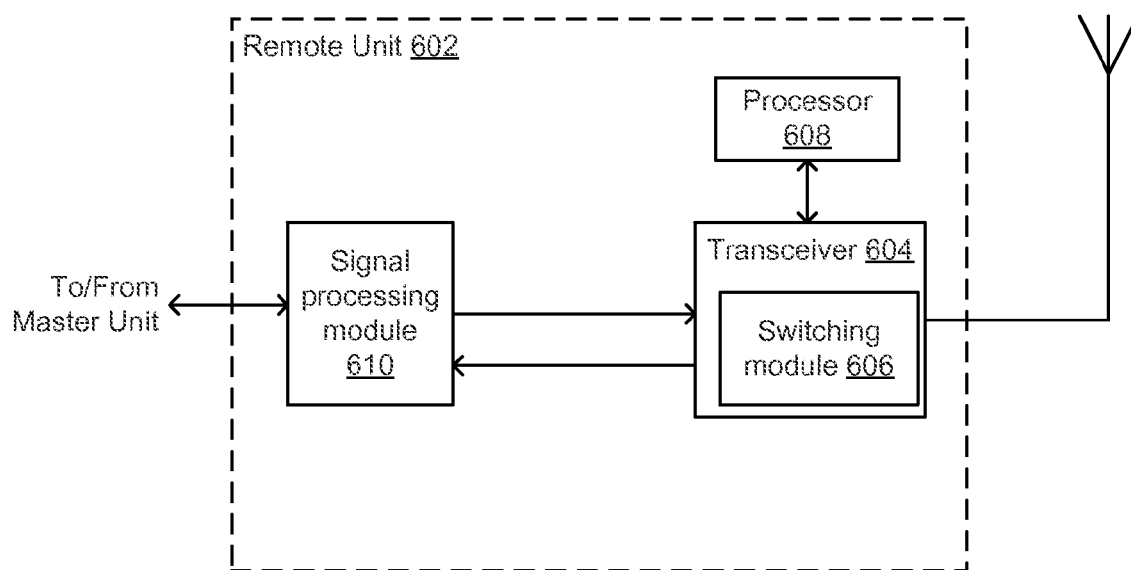 Remote Unit 602
Processor
608
Transceiver 604
Switching
module 606
Signal
processing
module
610
To/From
Master Unit